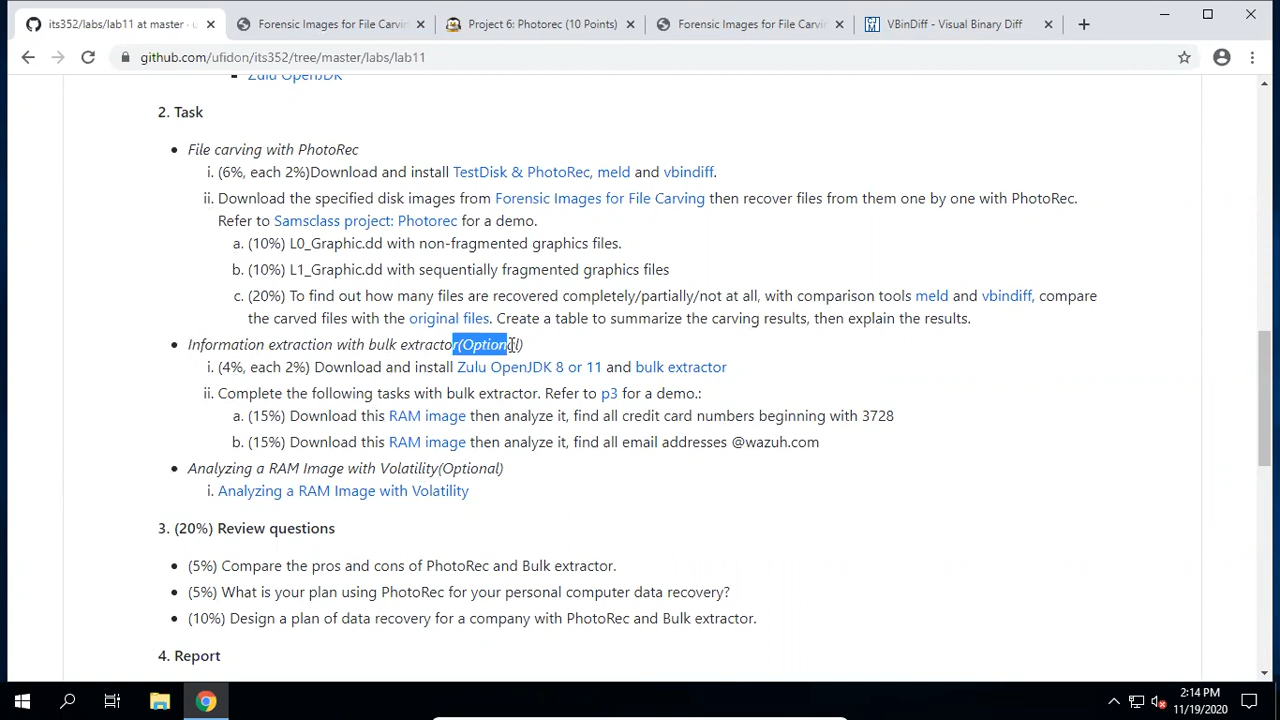 its352/labs/lab11 at master · u
Forensic Images for File Carvin
Project 6: Photorec (10 Points)
Forensic Images for File Carvin
VBinDiff - Visual Binary Diff
github.com/ufidon/its352/tree/master/labs/lab11
Zulu OpenJDK
2. Task
File carving with PhotoRec
i. (6%, each 2%)Download and install TestDisk & PhotoRec, meld and vbindiff.
ii. Download the specified disk images from Forensic Images for File Carving then recover files from them one by one with PhotoRec.
Refer to Samsclass project: Photorec for a demo.
a. (10%) L0_Graphic.dd with non-fragmented graphics files.
b. (10%) L1_Graphic.dd with sequentially fragmented graphics files
c. (20%) To find out how many files are recovered completely/partially/not at all, with comparison tools meld and vbindiff, compare
the carved files with the original files. Create a table to summarize the carving results, then explain the results.
Information extraction with bulk extractor(Optional)
i. (4%, each 2%) Download and install Zulu OpenJDK 8 or 11 and bulk extractor
ii. Complete the following tasks with bulk extractor. Refer to p3 for a demo.:
a. (15%) Download this RAM image then analyze it, find all credit card numbers beginning with 3728
b. (15%) Download this RAM image then analyze it, find all email addresses @wazuh.com
Analyzing a RAM Image with Volatility(Optional)
i. Analyzing a RAM Image with Volatility
3. (20%) Review questions
(5%) Compare the pros and cons of PhotoRec and Bulk extractor.
(5%) What is your plan using PhotoRec for your personal computer data recovery?
(10%) Design a plan of data recovery for a company with PhotoRec and Bulk extractor.
4. Report
2:14 PM
11/19/2020